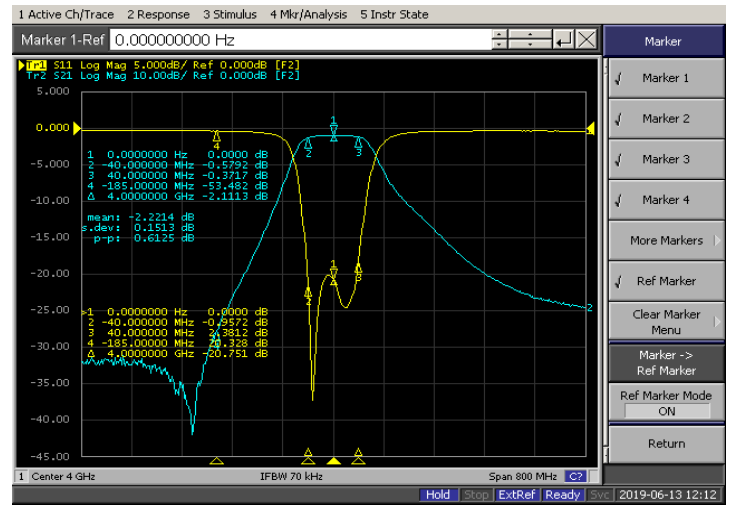 1 Active Ch/Trace 2 Response 3 Stimulus 4 Mkr/Analysis 5 Instr State
Marker 1-Ref 0.000000000 Hz
Marker
Tr1 S11 Log Mag 5.000dB/ Ref 0.000dB [F2]
Tr2 S21 Log Mag 10.00dB/ Ref 0.000dB [F2]
5.000
0.000
-5.000
-10.00
-15.00
-20.00
-25.00
-30.00
-35.00
-40.00
-45.00
1 0.0000000 Hz 0.0000 dB
2 -40.000000 MHz -0.5792 dB
3 40.000000 MHz -0.3717 dB
4 -185.00000 MHz -53.482 dB
Δ 4.0000000 GHz -2.1113 dB
mean: -2.2214 dB
s.dev: 0.1513 dB
p-p: 0.6125 dB
>1 0.0000000 Hz 0.0000 dB
2 -40.000000 MHz -0.9572 dB
3 40.000000 MHz 2.3812 dB
4 -185.00000 MHz 20.328 dB
Δ 4.0000000 GHz -20.751 dB
1
2
3
4
1
2
3
2
Marker 1
Marker 2
Marker 3
Marker 4
More Markers
Ref Marker
Clear Marker
Menu
Marker ->
Ref Marker
Ref Marker Mode
ON
Return
1 Center 4 GHz IFBW 70 kHz Span 800 MHz C?
Hold Stop ExtRef Ready Svc 2019-06-13 12:12